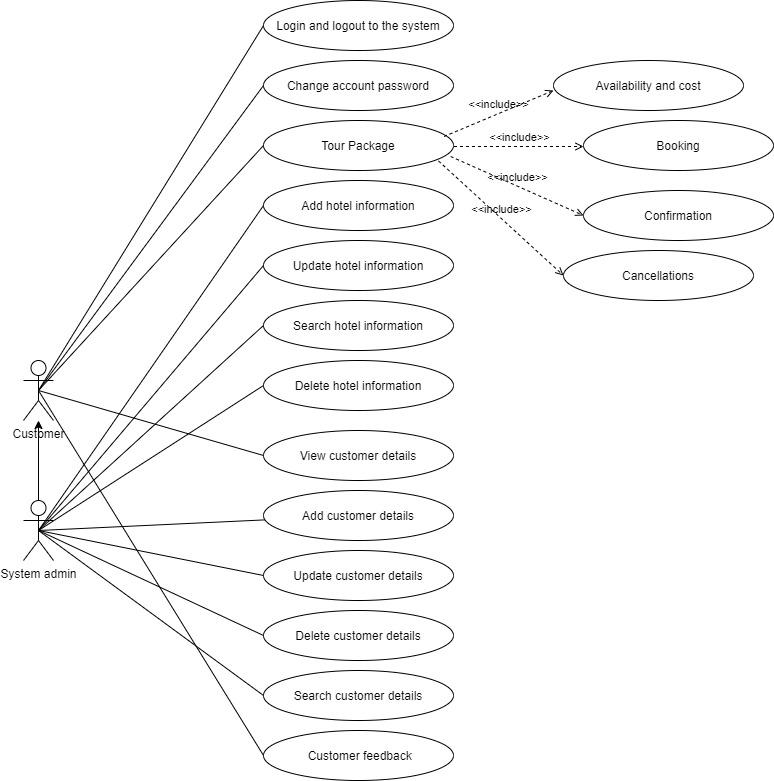 Login and logout to the system
Change account password
Availability and cost
<<include>>
Tour Package
<<include>>
Booking
<<include>>
Add hotel information
<<include>>
Confirmation
Update hotel information
Cancellations
Search hotel information
Delete hotel information
Customer
View customer details
Add customer details
System admin
Update customer details
Delete customer details
Search customer details
Customer feedback